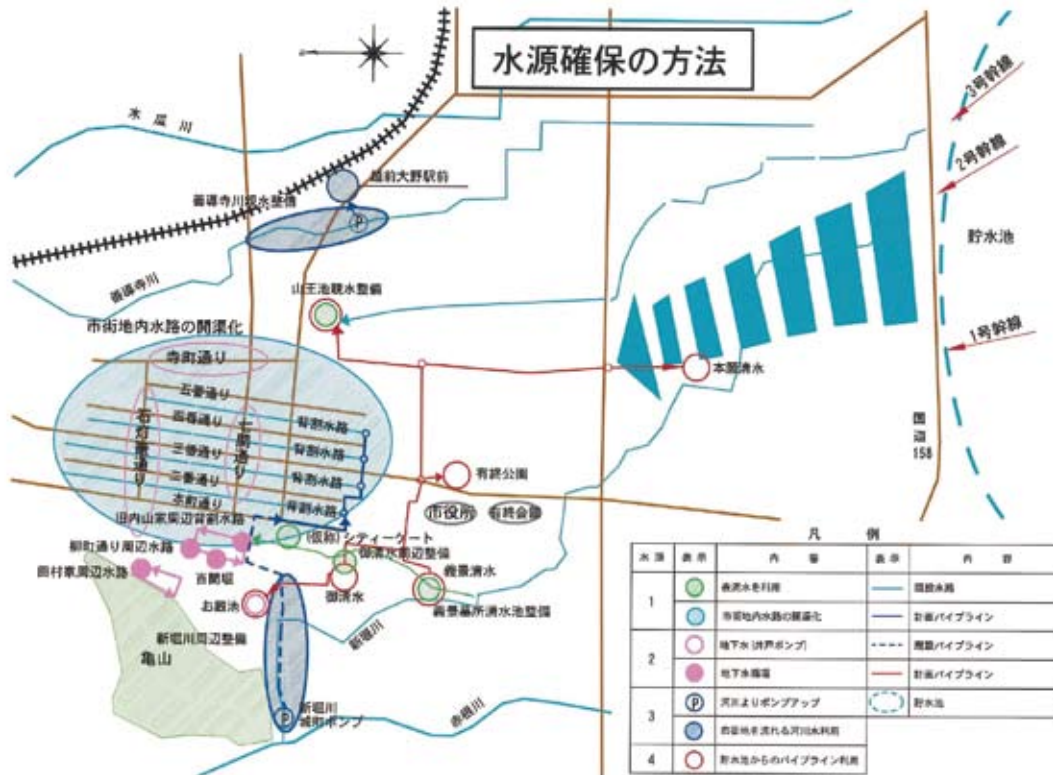 水源確保の方法
木瓜川
越前大野駅前
善導寺川親水整備
P
善導寺川
山王池親水整備
市街地内水路の開渠化
寺町通り
五番通り
四番通り
三番通り
二番通り
本町通り
石灯籠通り
七間通り
背割水路
背割水路
背割水路
背割水路
旧内山家周辺背割水路
柳町通り周辺水路
田村家周辺水路
百間堀
(仮称)シティーゲート
御清水周辺整備
御清水
お殿池
義景清水
義景墓所湧水池整備
有終公園
市役所
有終会館
本願清水
新堀川周辺整備
亀山
新堀川
新堀川
城町ポンプ
P
赤根川
3号幹線
2号幹線
貯水池
1号幹線
国道
158
凡例
水源 表示 内容 表示 内容
1 表流水を利用 既設水路
市街地内水路の開渠化 計画パイプライン
2 地下水(井戸ポンプ) 既設パイプライン
地下水循環 計画パイプライン
3 P 河川よりポンプアップ 貯水池
市街地を流れる河川水利用
4 貯水池からのパイプライン利用